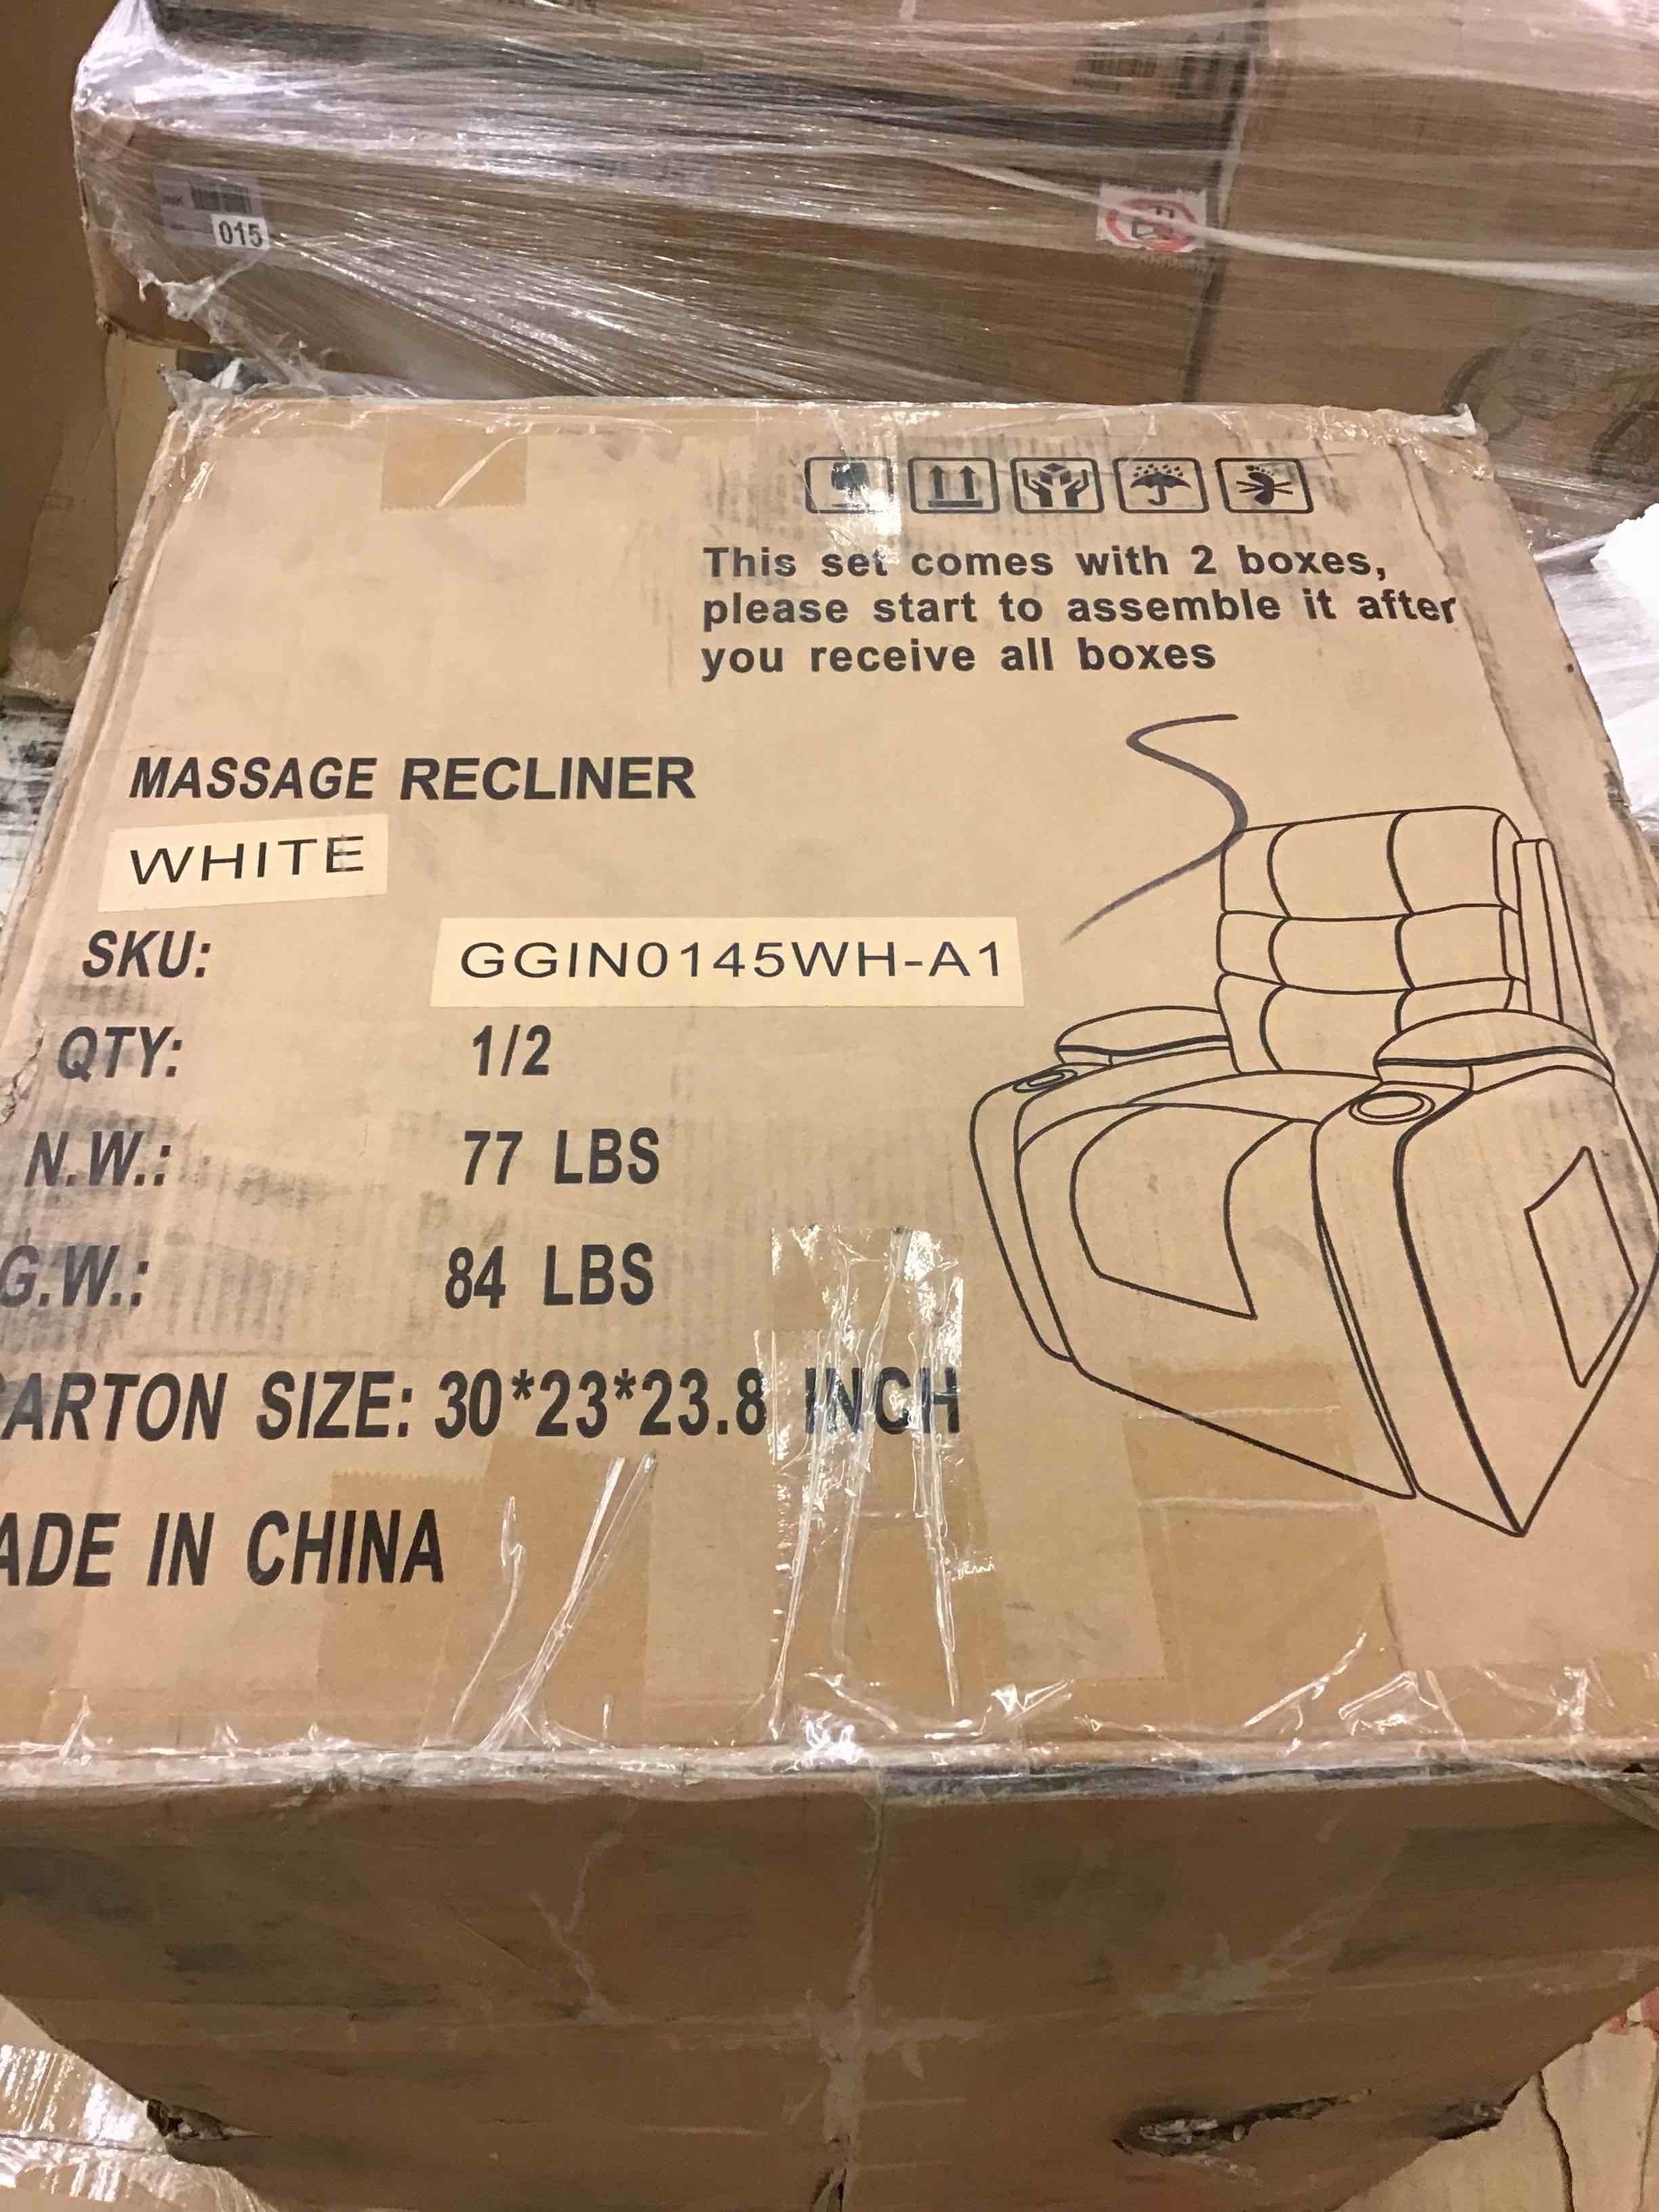 015
This set comes with 2 boxes,
please start to assemble it after
you receive all boxes
MASSAGE RECLINER
WHITE
SKU: GGIN0145WH-A1
QTY: 1/2
N.W.: 77 LBS
G.W.: 84 LBS
ARTON SIZE: 30*23*23.8 INCH
ADE IN CHINA